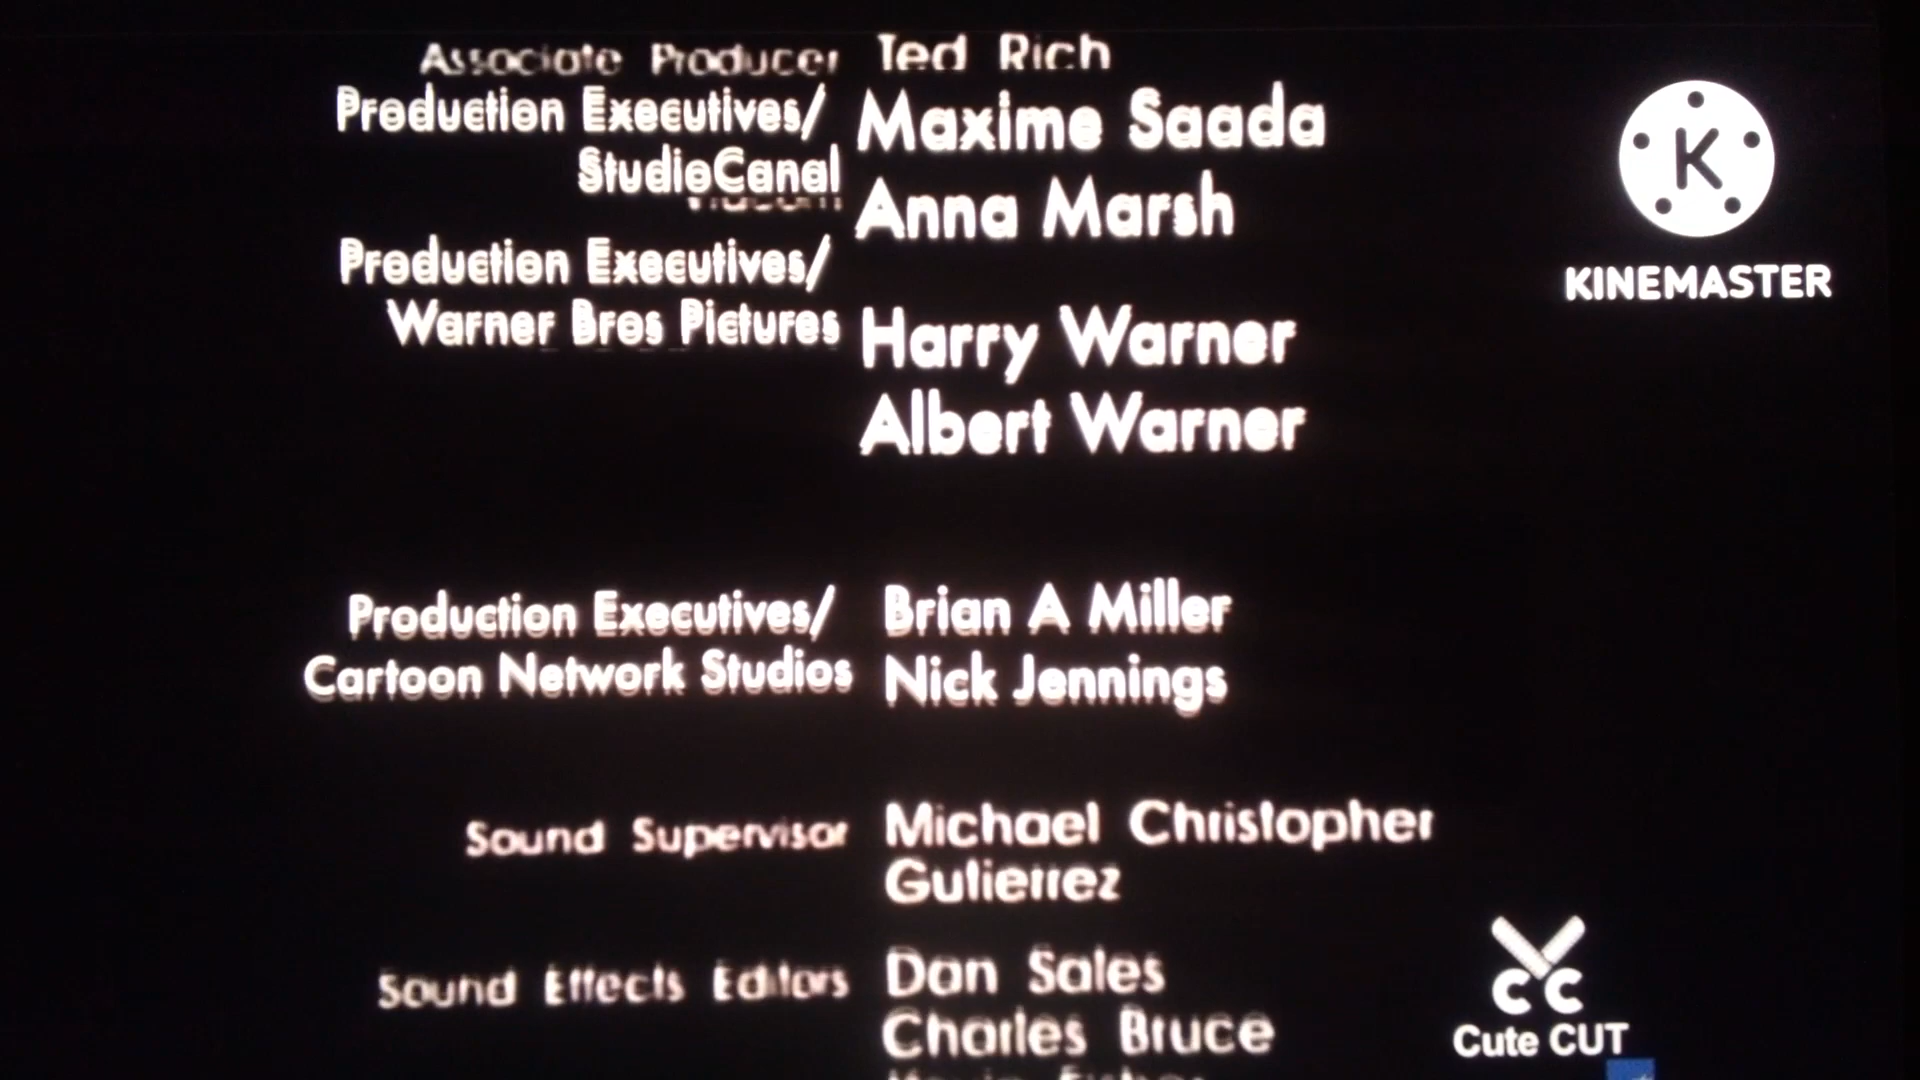 Associate Producer Ted Rich
Production Executives/ Maxime Saada
StudioCanal
Anna Marsh
Production Executives/
Warner Bros Pictures Harry Warner
Albert Warner
Production Executives/ Brian A Miller
Cartoon Network Studios Nick Jennings
Sound Supervisor Michael Christopher
Gutierrez
Sound Effects Editors Dan Sales
Charles Bruce
K
KINEMASTER
CC
Cute CUT